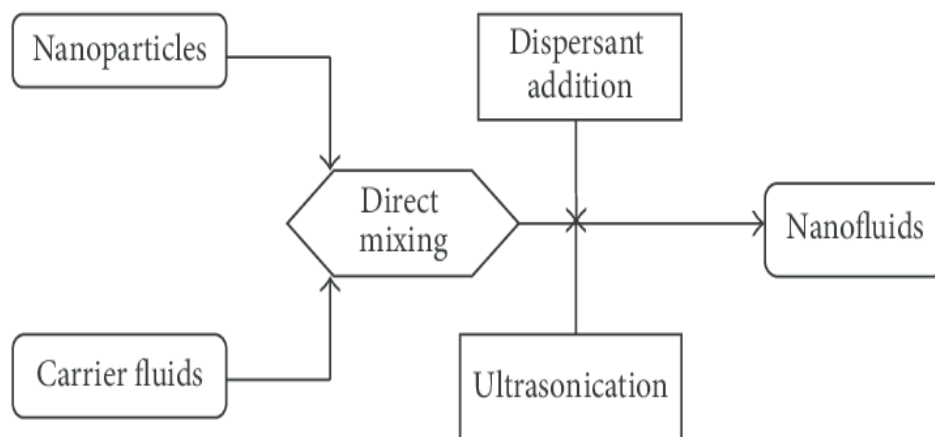 Nanoparticles
Dispersant
addition
Direct
mixing
Nanofluids
Carrier fluids
Ultrasonication